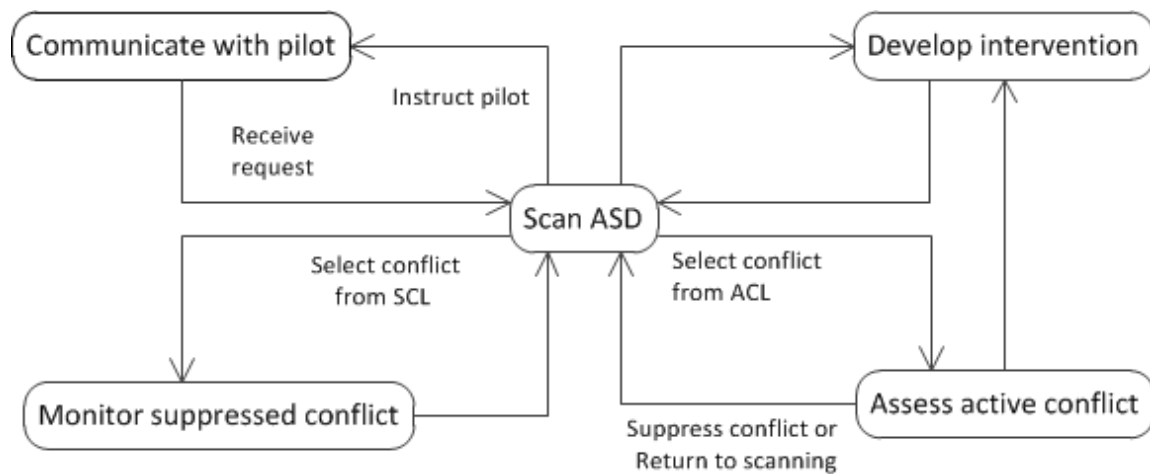 Communicate with pilot
Develop intervention
Instruct pilot
Receive
request
Scan ASD
Select conflict
from SCL
Select conflict
from ACL
Monitor suppressed conflict
Assess active conflict
Suppress conflict or
Return to scanning